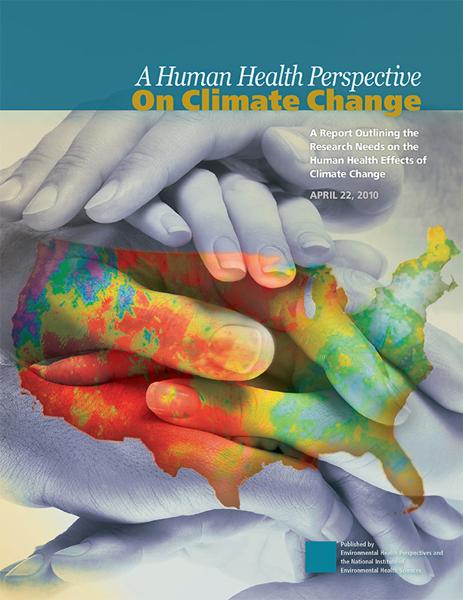 A Human Health Perspective
On Climate Change
A Report Outlining the
Research Needs on the
Human Health Effects of
Climate Change
APRIL 22, 2010
Published by
Environmental Health Perspectives and
the National Institute of
Environmental Health Sciences